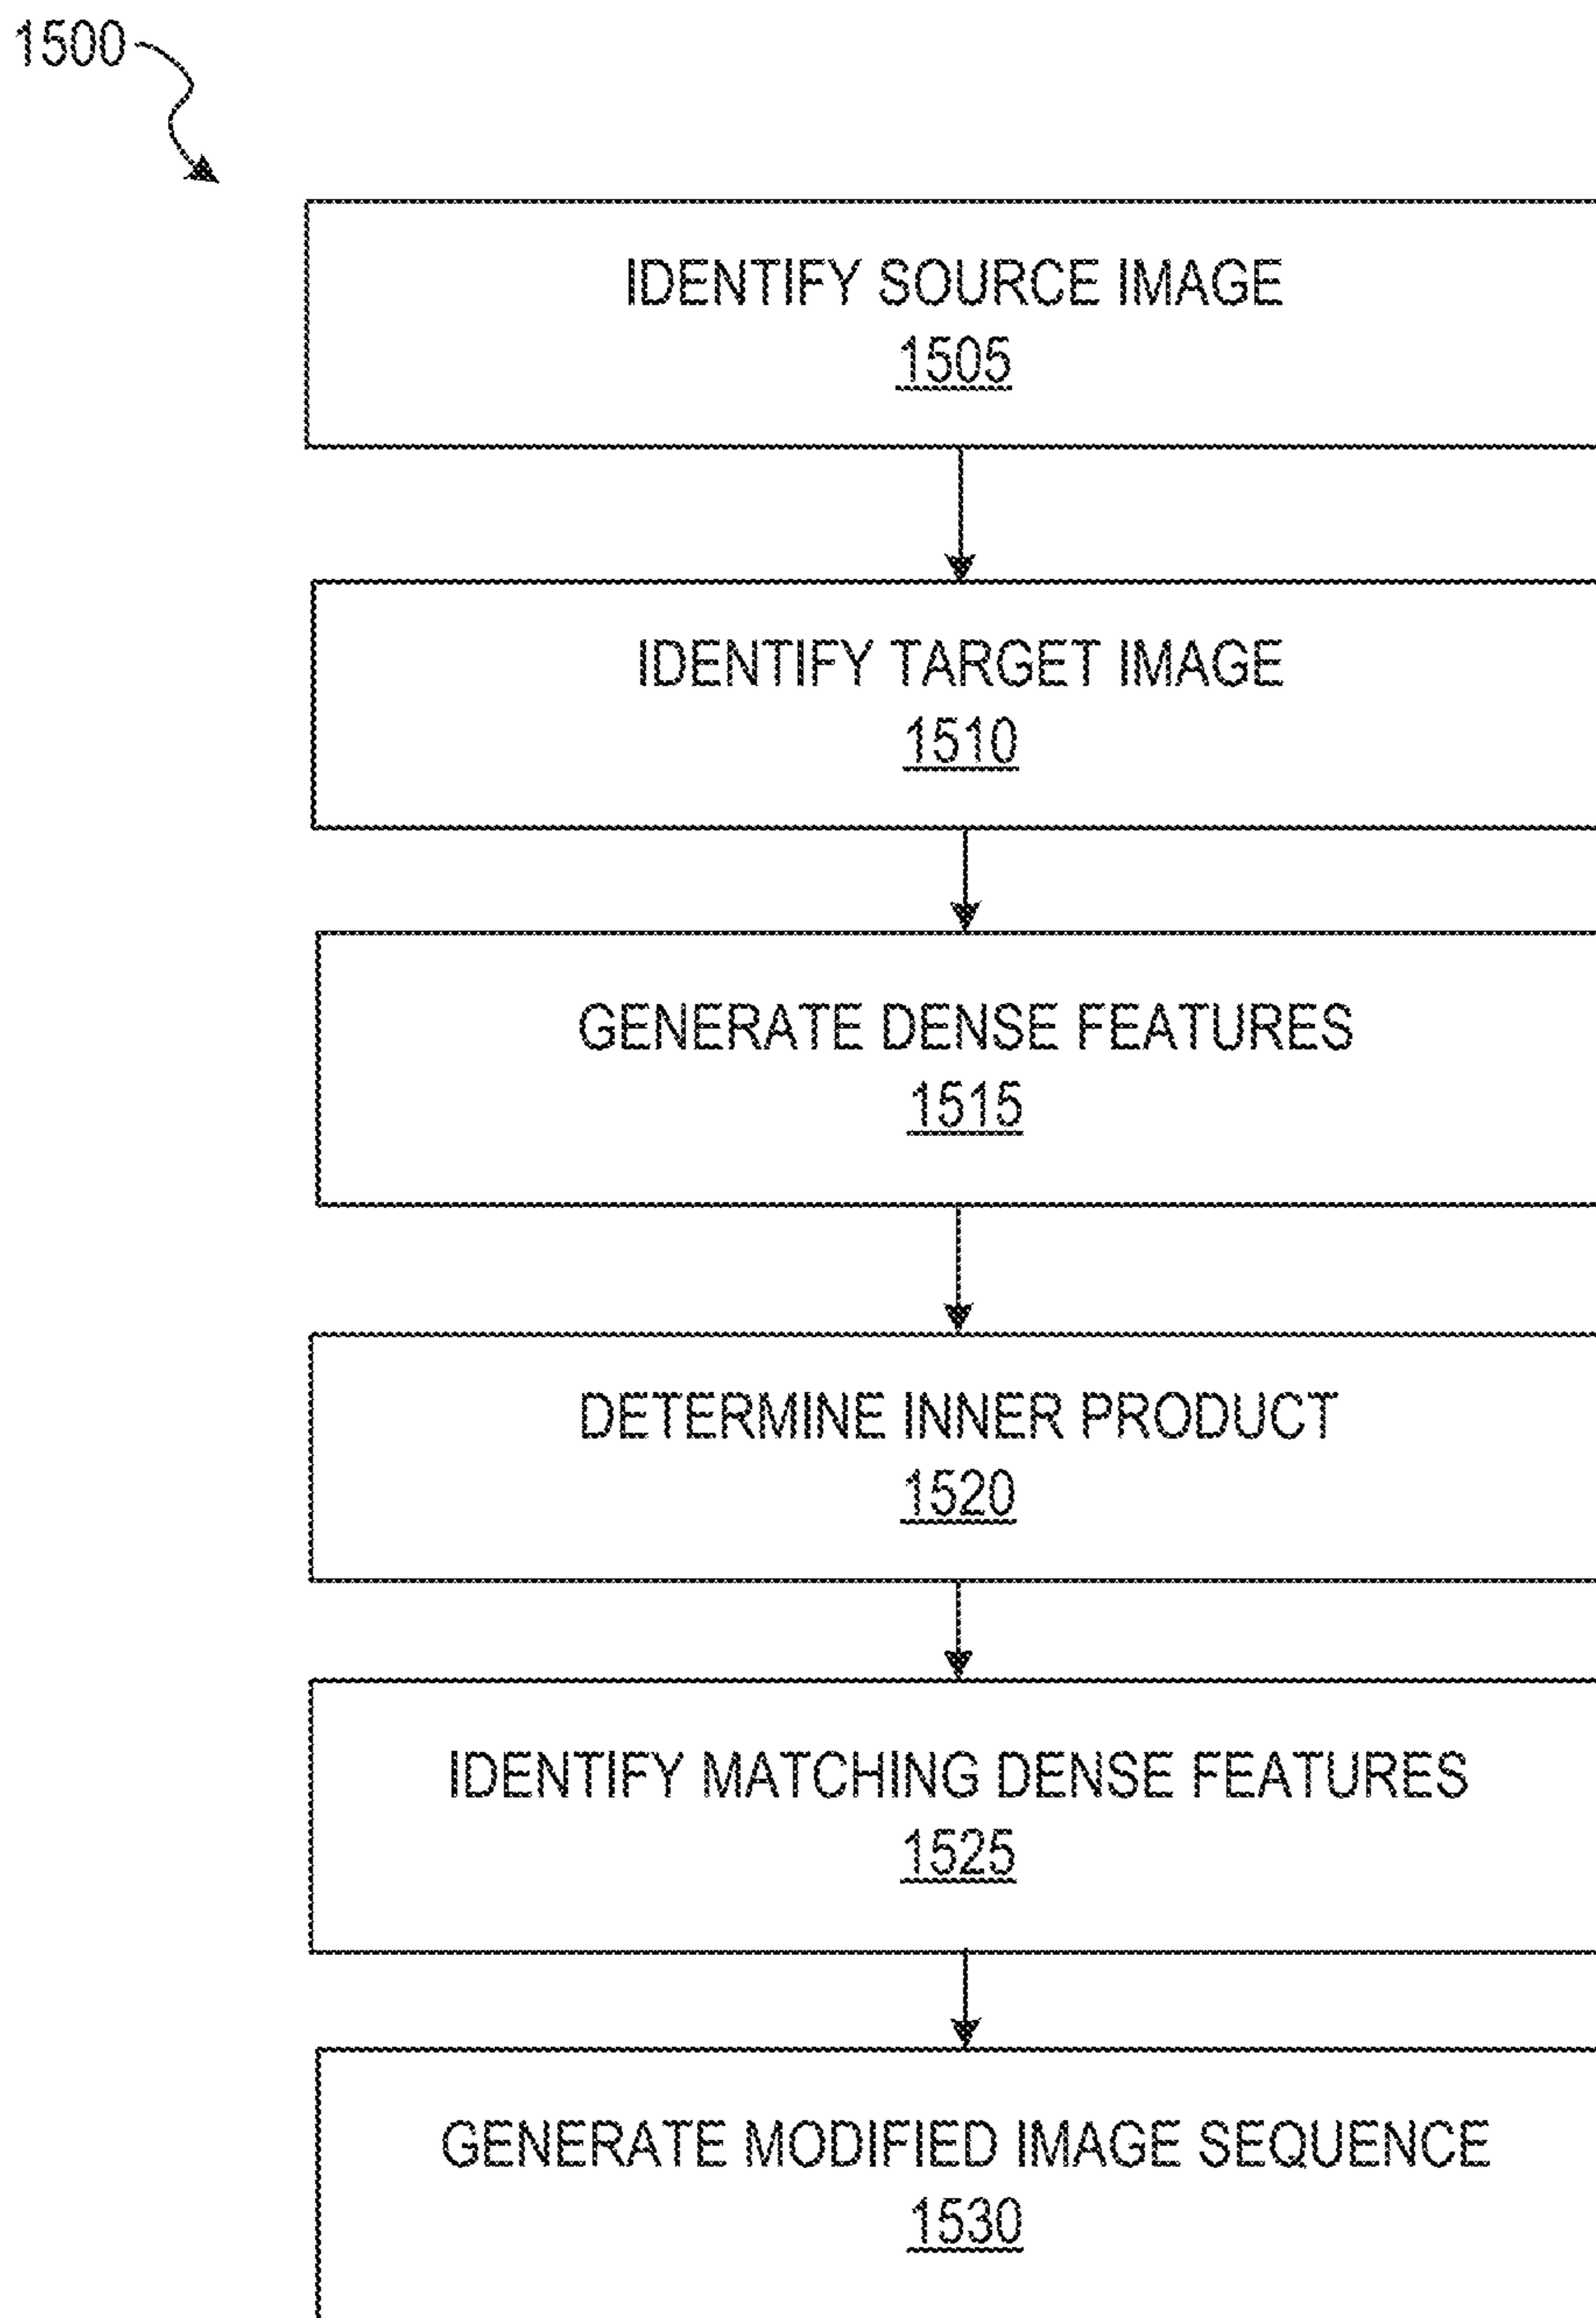 1500
IDENTIFY SOURCE IMAGE
1505
IDENTIFY TARGET IMAGE
1510
GENERATE DENSE FEATURES
1515
DETERMINE INNER PRODUCT
1520
IDENTIFY MATCHING DENSE FEATURES
1525
GENERATE MODIFIED IMAGE SEQUENCE
1530